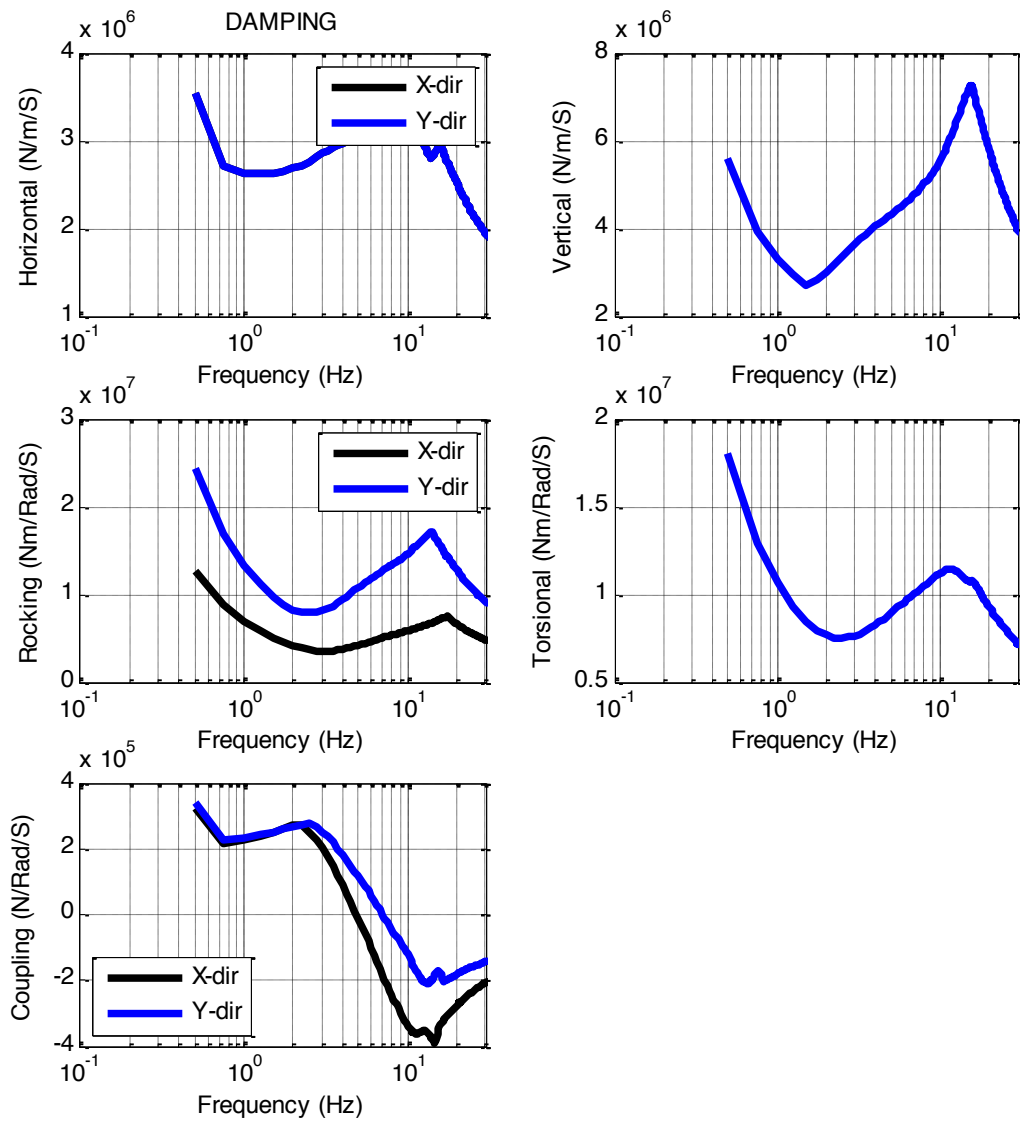 DAMPING
x 10^6
4
3
2
1
Horizontal (N/m/S)
X-dir
Y-dir
10^-1 10^0 10^1
Frequency (Hz)
x 10^6
8
6
4
2
Vertical (N/m/S)
10^-1 10^0 10^1
Frequency (Hz)
x 10^7
3
2
1
0
Rocking (Nm/Rad/S)
X-dir
Y-dir
10^-1 10^0 10^1
Frequency (Hz)
x 10^7
2
1.5
1
0.5
Torsional (Nm/Rad/S)
10^-1 10^0 10^1
Frequency (Hz)
x 10^5
4
2
0
-2
-4
Coupling (N/Rad/S)
X-dir
Y-dir
10^-1 10^0 10^1
Frequency (Hz)